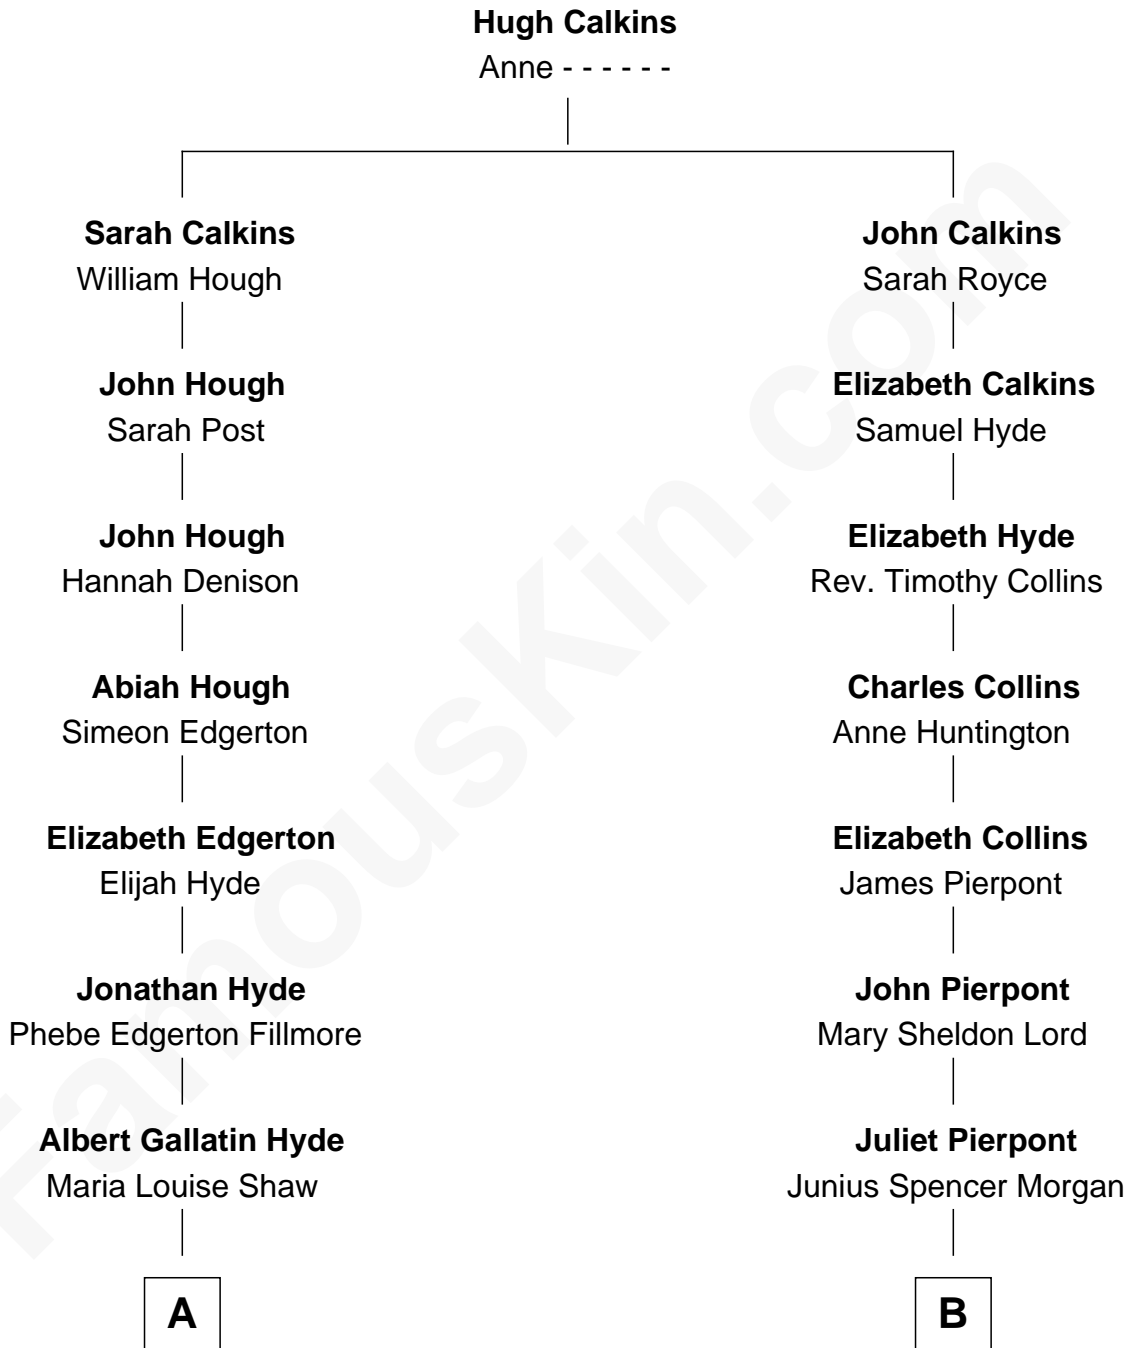 Hugh Calkins
Anne - - - - - -
Sarah Calkins
William Hough
John Hough
Sarah Post
John Hough
Hannah Denison
Abiah Hough
Simeon Edgerton
Elizabeth Edgerton
Elijah Hyde
Jonathan Hyde
Phebe Edgerton Fillmore
Albert Gallatin Hyde
Maria Louise Shaw
A
John Calkins
Sarah Royce
Elizabeth Calkins
Samuel Hyde
Elizabeth Hyde
Rev. Timothy Collins
Charles Collins
Anne Huntington
Elizabeth Collins
James Pierpont
John Pierpont
Mary Sheldon Lord
Juliet Pierpont
Junius Spencer Morgan
B
FamousKin.com